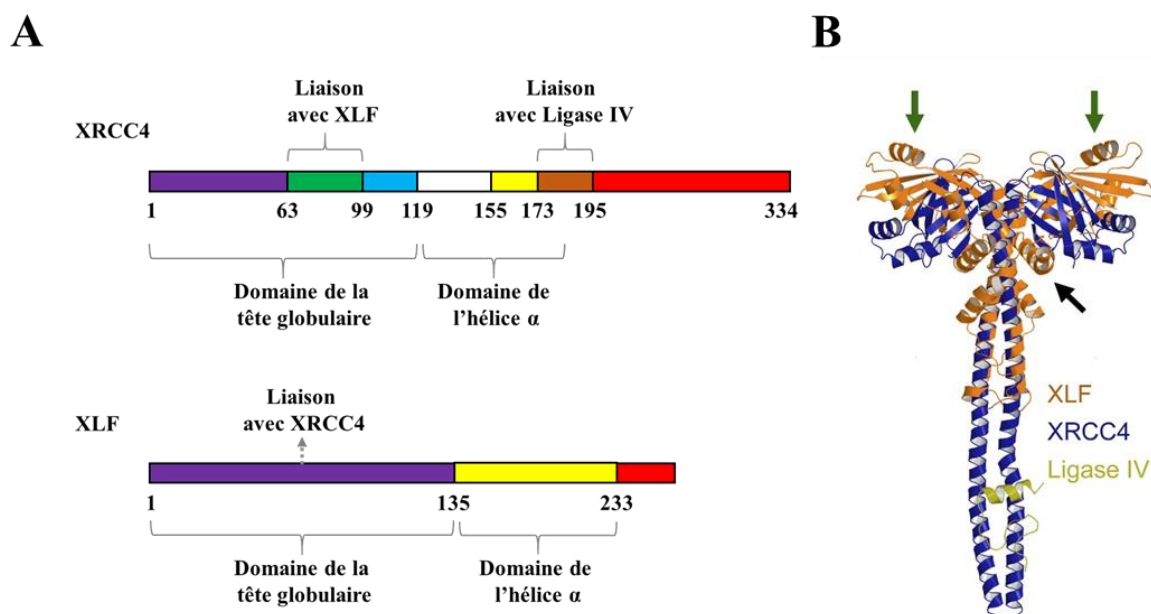 A
B
Liaison
avec XLF
Liaison
avec Ligase IV
XRCC4
1
63
99
119
155
173
195
334
Domaine de la
tête globulaire
Domaine de
l'hélice α
Liaison
avec XRCC4
XLF
1
135
233
Domaine de la
tête globulaire
Domaine de
l'hélice α
XLF
XRCC4
Ligase IV